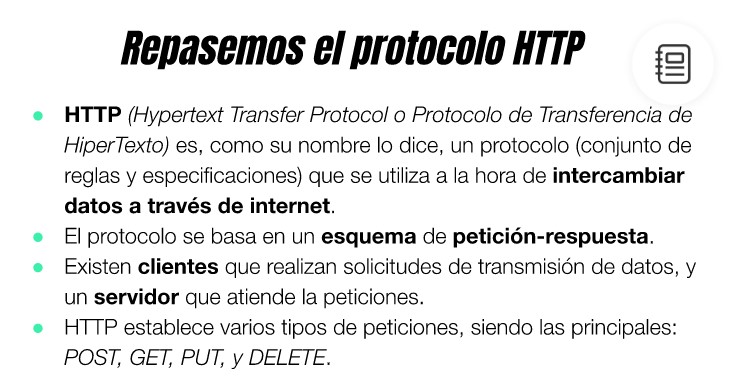 Repasemos el protocolo HTTP
● HTTP (Hypertext Transfer Protocol o Protocolo de Transferencia de
HiperTexto) es, como su nombre lo dice, un protocolo (conjunto de
reglas y especificaciones) que se utiliza a la hora de intercambiar
datos a través de internet.
● El protocolo se basa en un esquema de petición-respuesta.
● Existen clientes que realizan solicitudes de transmisión de datos, y
un servidor que atiende la peticiones.
● HTTP establece varios tipos de peticiones, siendo las principales:
POST, GET, PUT, y DELETE.